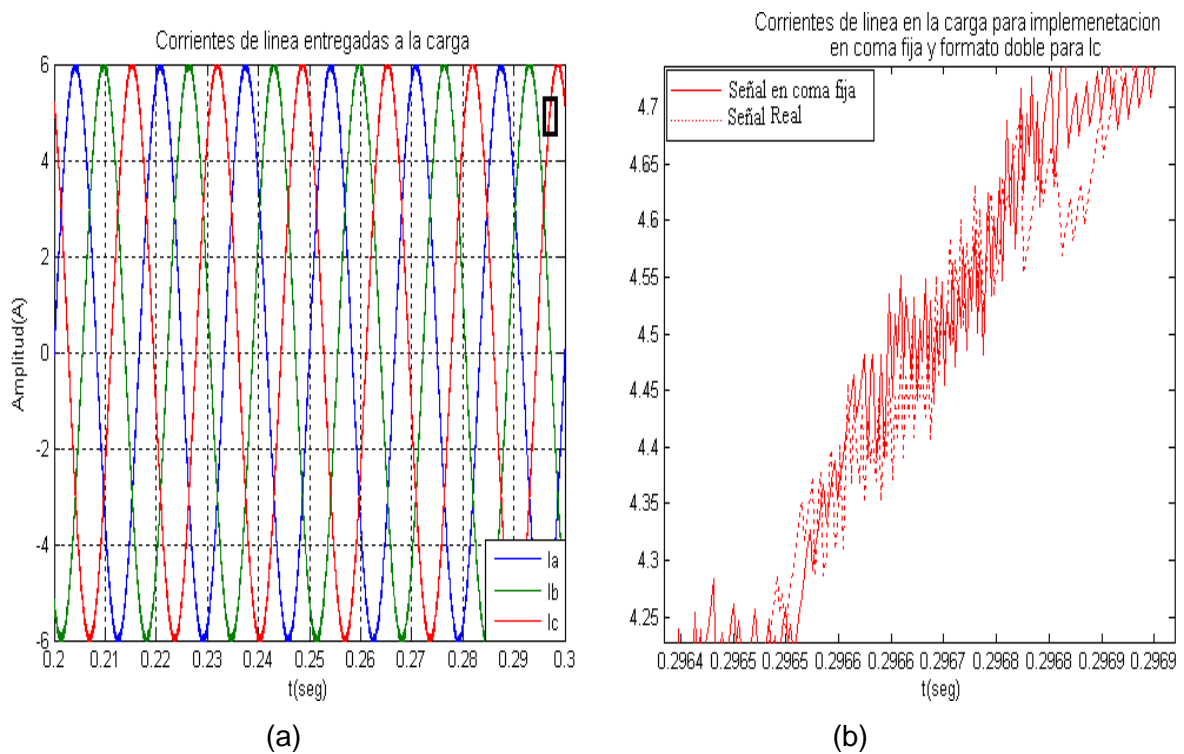 Corrientes de linea entregadas a la carga
Amplitud(A)
6
4
2
0
-2
-4
-6
0.2
0.21
0.22
0.23
0.24
0.25
0.26
0.27
0.28
0.29
0.3
t(seg)
Ia
Ib
Ic
(a)
Corrientes de linea en la carga para implemenetacion
en coma fija y formato doble para Ic
Señal en coma fija
Señal Real
4.7
4.65
4.6
4.55
4.5
4.45
4.4
4.35
4.3
4.25
0.2964
0.2965
0.2965
0.2966
0.2966
0.2967
0.2967
0.2968
0.2969
0.2969
t(seg)
(b)